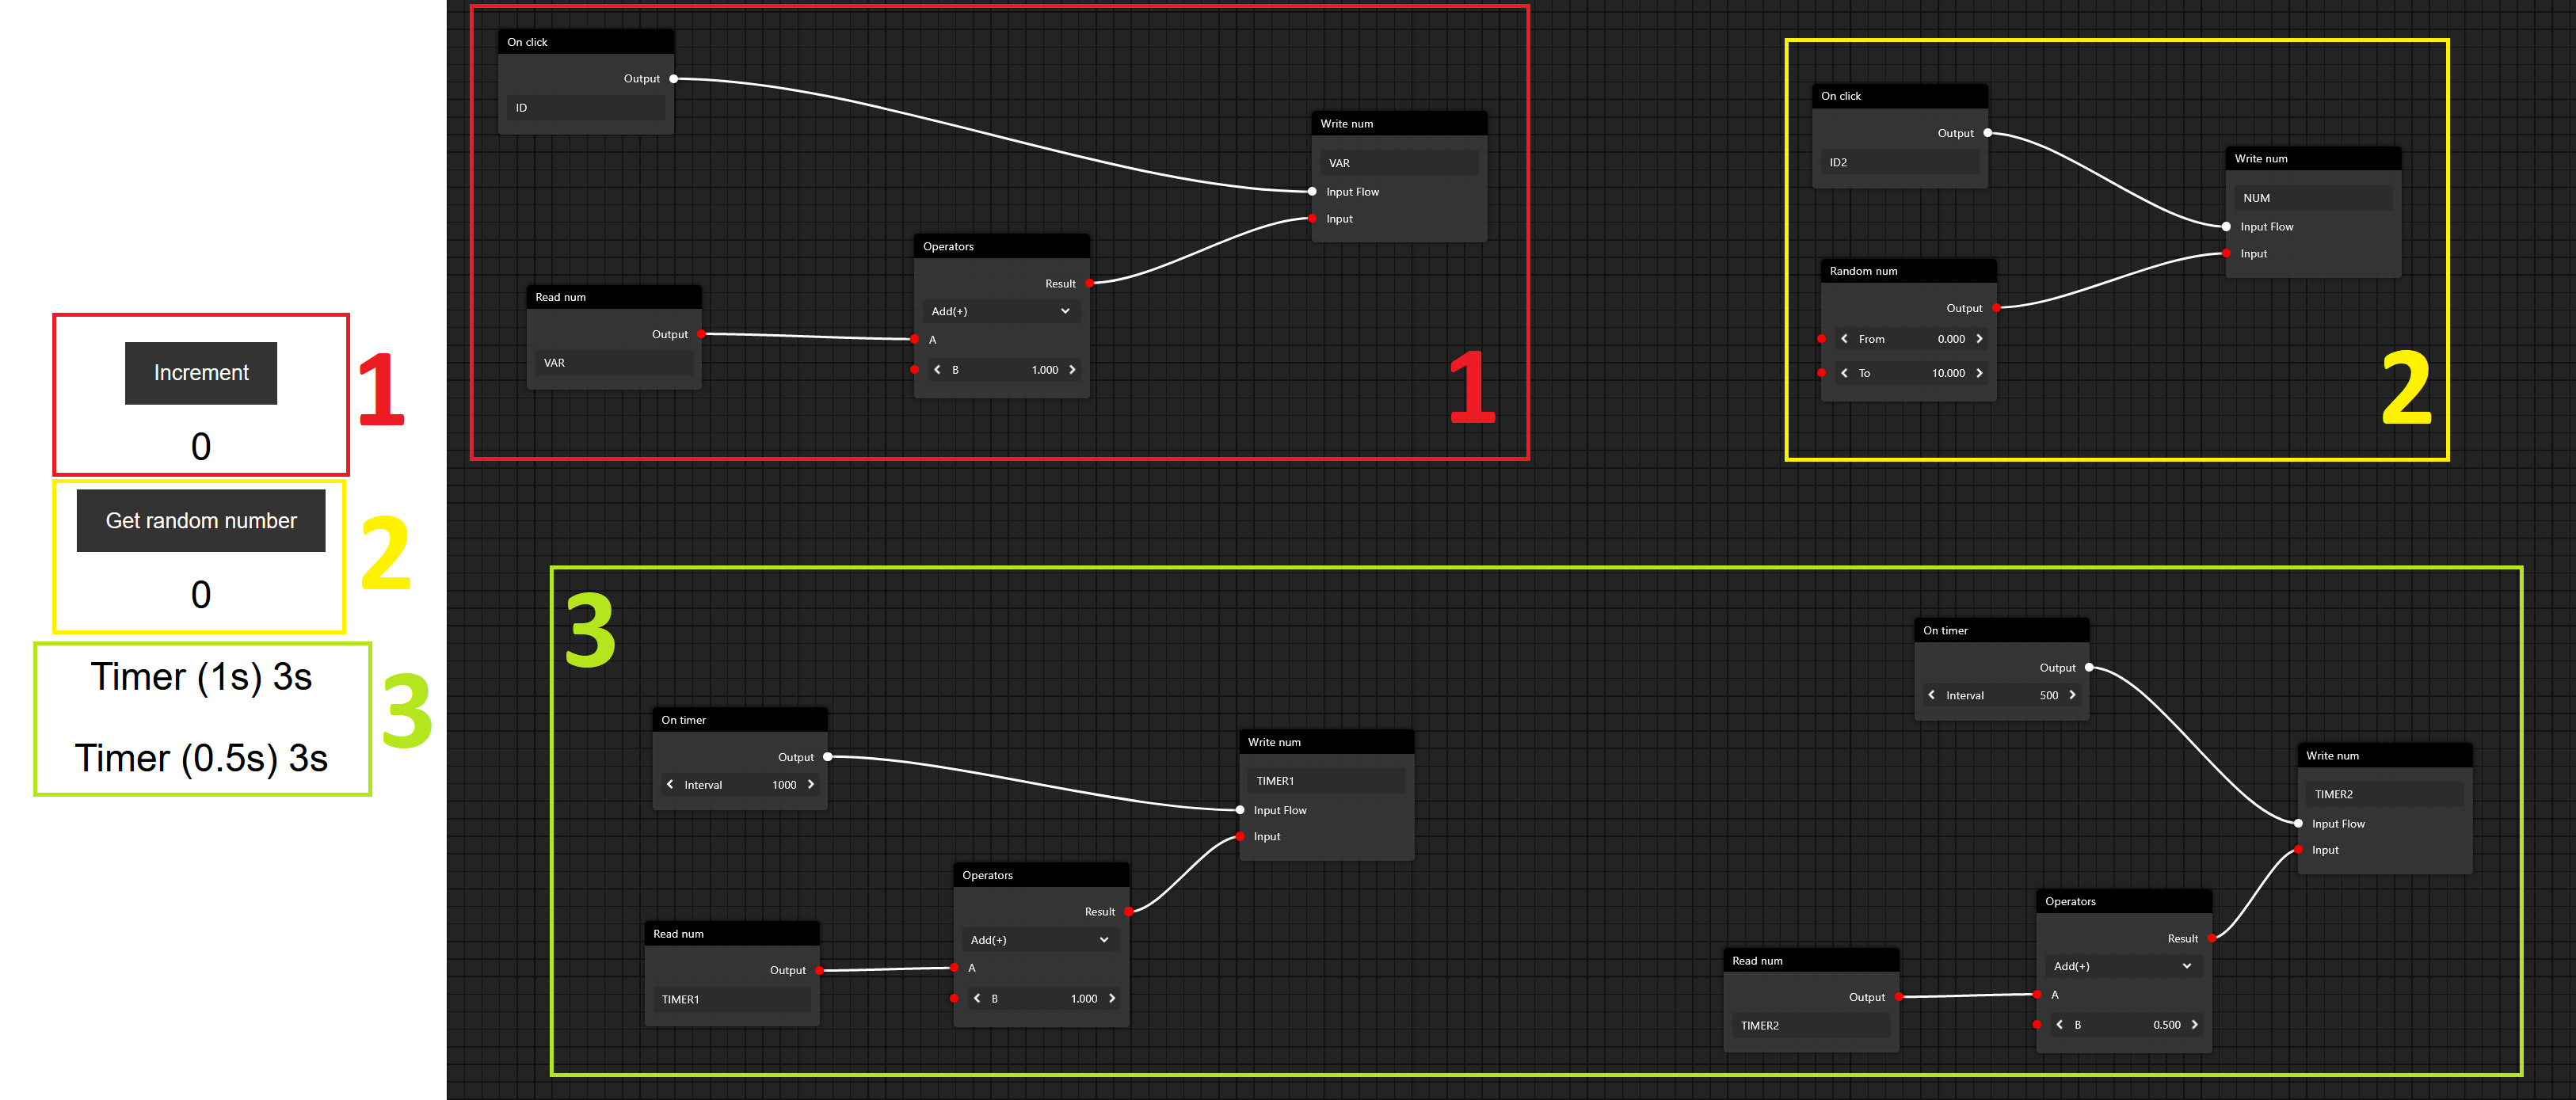 Increment
0
1
Get random number
0
2
Timer (1s) 3s
Timer (0.5s) 3s
3
On click
Output
ID
Read num
Output
VAR
Operators
Result
Add(+)
A
B 1.000
Write num
VAR
Input Flow
Input
1
On click
Output
ID2
Random num
Output
From 0.000
To 10.000
Write num
NUM
Input Flow
Input
2
3
On timer
Output
Interval 1000
Read num
Output
TIMER1
Operators
Result
Add(+)
A
B 1.000
Write num
TIMER1
Input Flow
Input
On timer
Output
Interval 500
Read num
Output
TIMER2
Operators
Result
Add(+)
A
B 0.500
Write num
TIMER2
Input Flow
Input